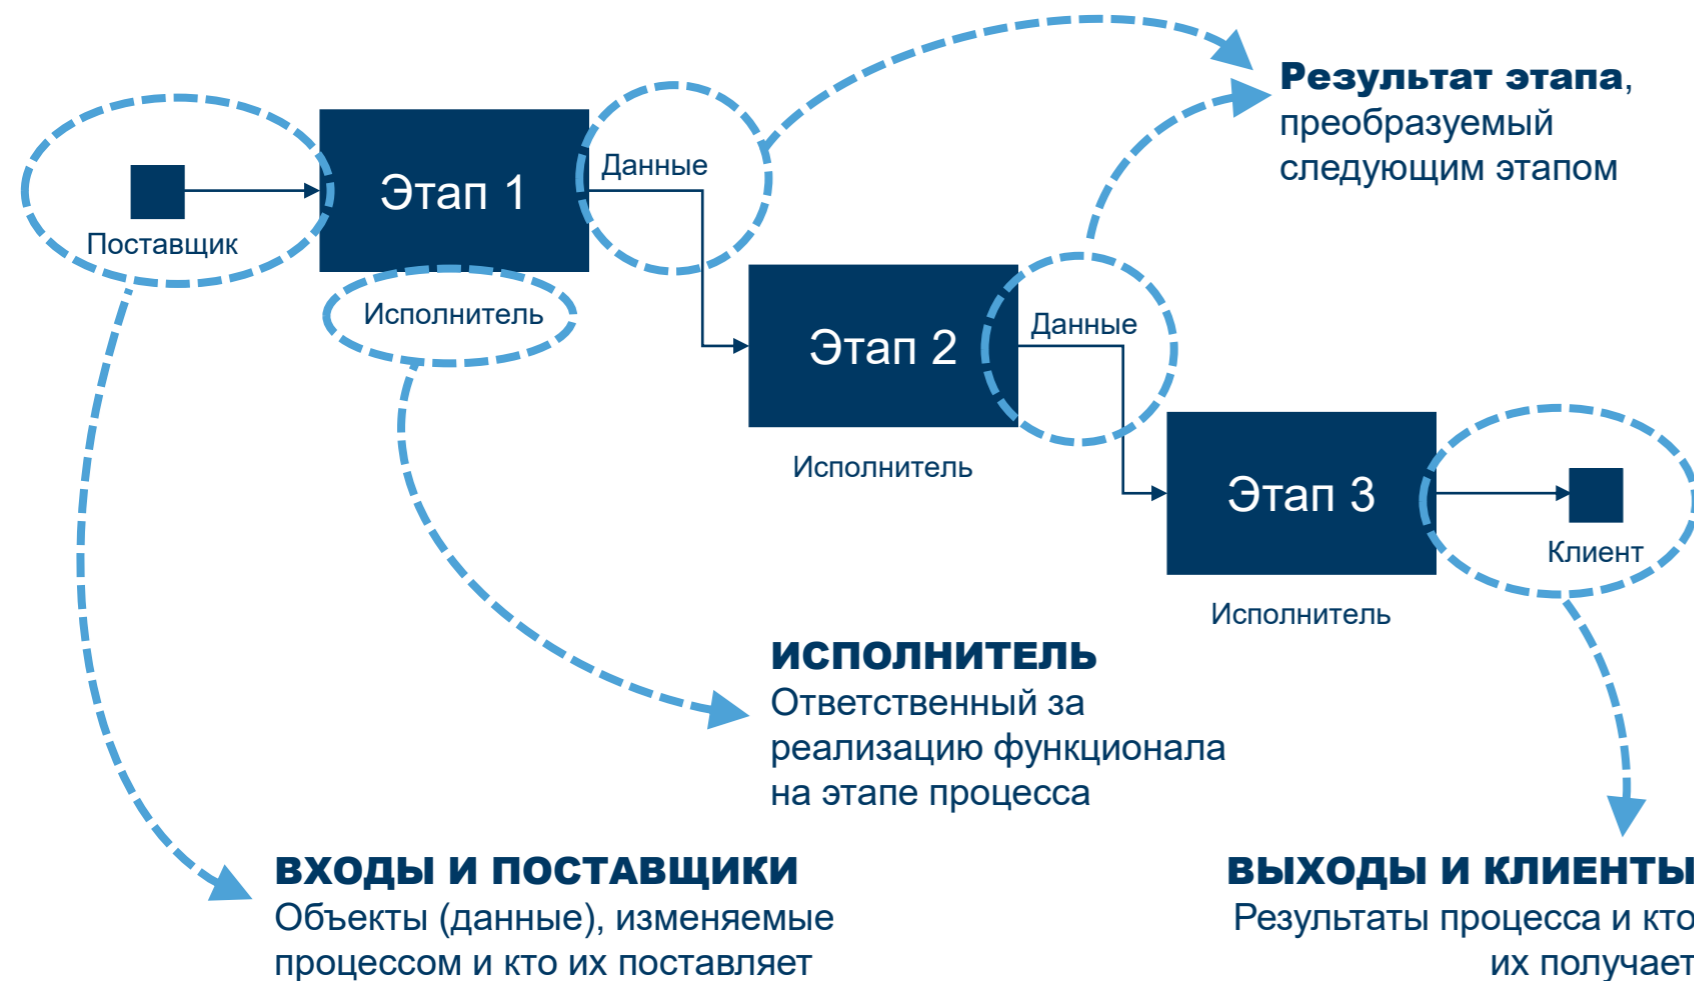 Результат этапа,
преобразуемый
следующим этапом
Данные
Этап 1
Поставщик
Исполнитель
Данные
Этап 2
Исполнитель
Этап 3
Клиент
Исполнитель
ИСПОЛНИТЕЛЬ
Ответственный за
реализацию функционала
на этапе процесса
ВХОДЫ И ПОСТАВЩИКИ
Объекты (данные), изменяемые
процессом и кто их поставляет
ВЫХОДЫ И КЛИЕНТЫ
Результаты процесса и кто
их получает